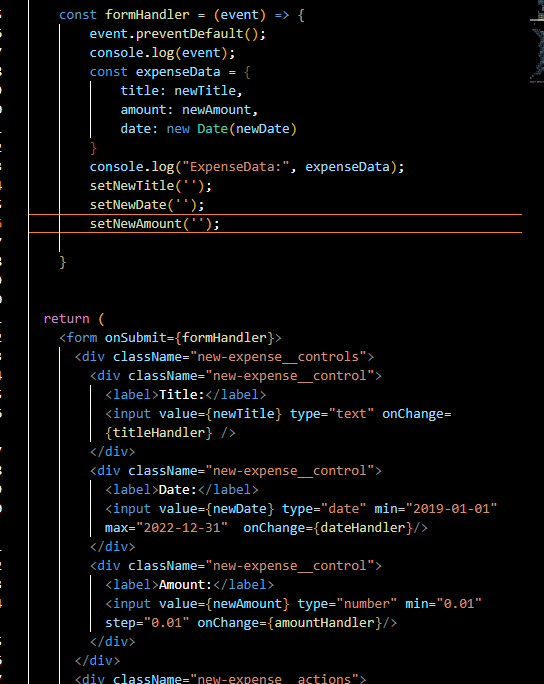 const formHandler = (event) => {
event.preventDefault();
console.log(event);
const expenseData = {
title: newTitle,
amount: newAmount,
date: new Date(newDate)
}
console.log("ExpenseData:", expenseData);
setNewTitle('');
setNewDate('');
setNewAmount('');
}
return (
<form onSubmit={formHandler}>
<div className="new-expense__controls">
<div className="new-expense__control">
<label>Title:</label>
<input value={newTitle} type="text" onChange=
{titleHandler} />
</div>
<div className="new-expense__control">
<label>Date:</label>
<input value={newDate} type="date" min="2019-01-01"
max="2022-12-31"  onChange={dateHandler}/>
</div>
<div className="new-expense__control">
<label>Amount:</label>
<input value={newAmount} type="number" min="0.01"
step="0.01" onChange={amountHandler}/>
</div>
</div>
<div className="new-expense__actions">